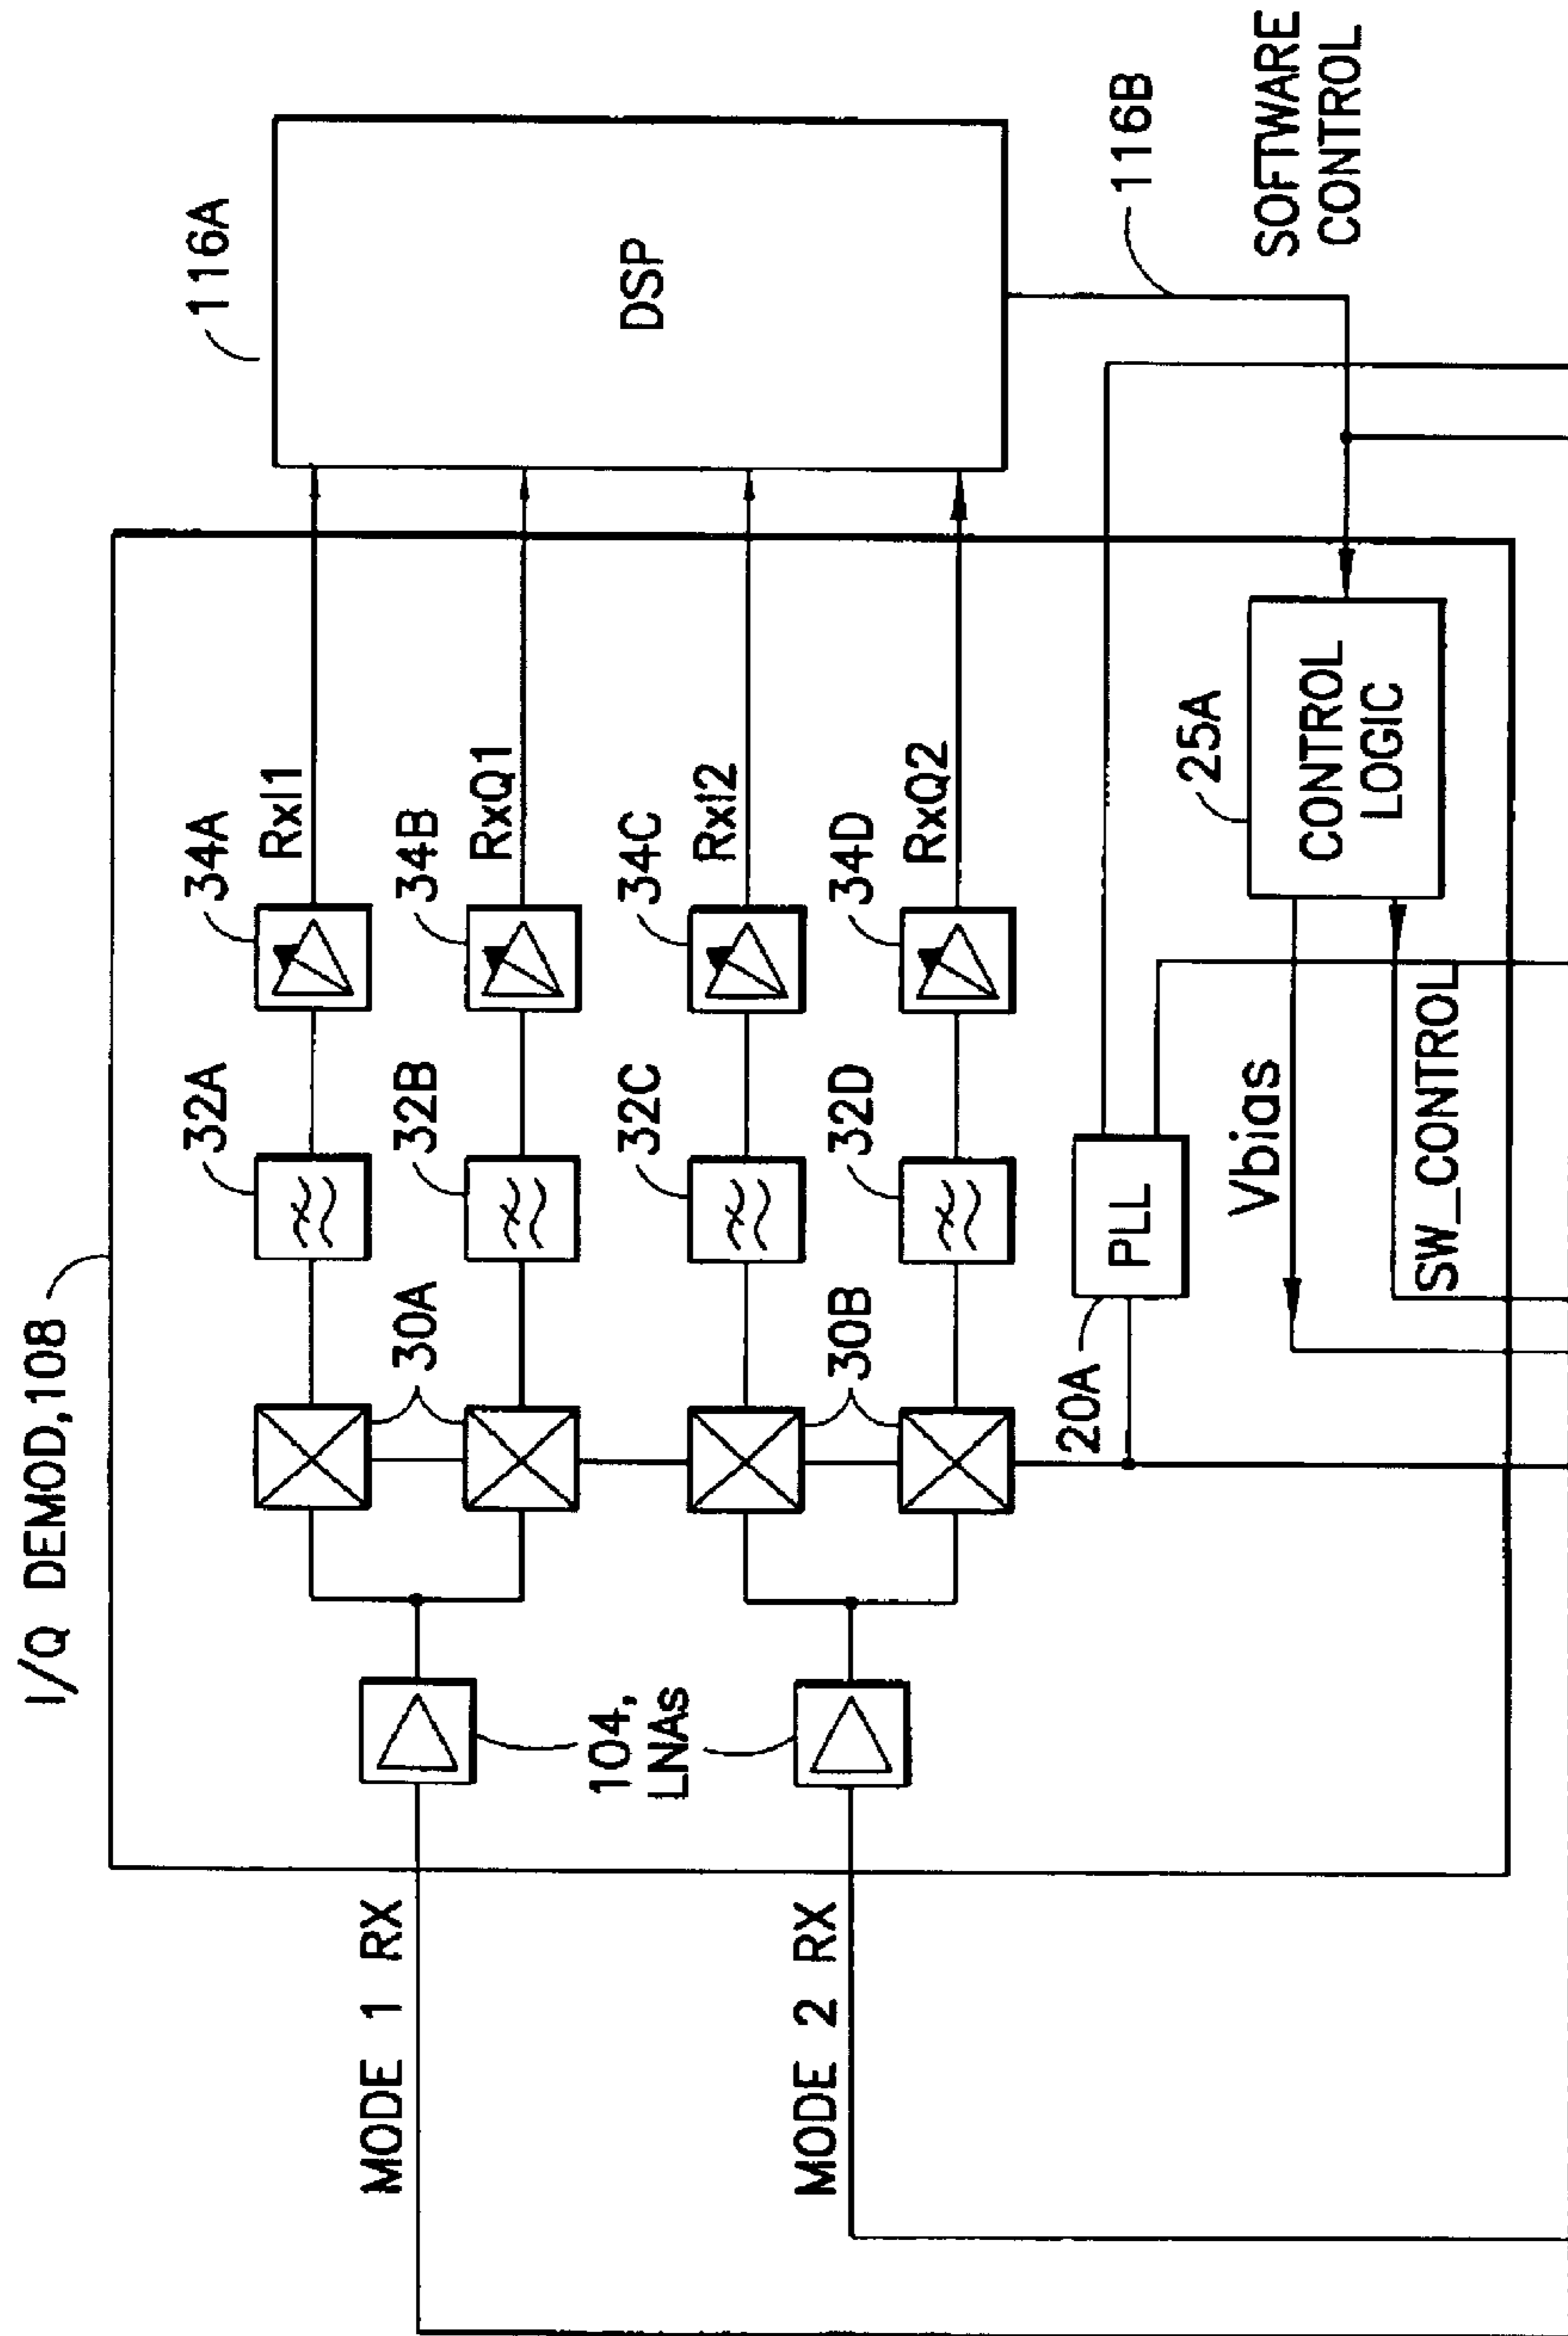 I/Q DEMOD,108
116A
DSP
116B
SOFTWARE
CONTROL
34A
RxI1
34B
RxQ1
34C
RxI2
34D
RxQ2
32A
32B
32C
32D
30A
30B
104,
LNAs
MODE 1 RX
MODE 2 RX
20A
PLL
25A
CONTROL
LOGIC
Vbias
SW_CONTROL